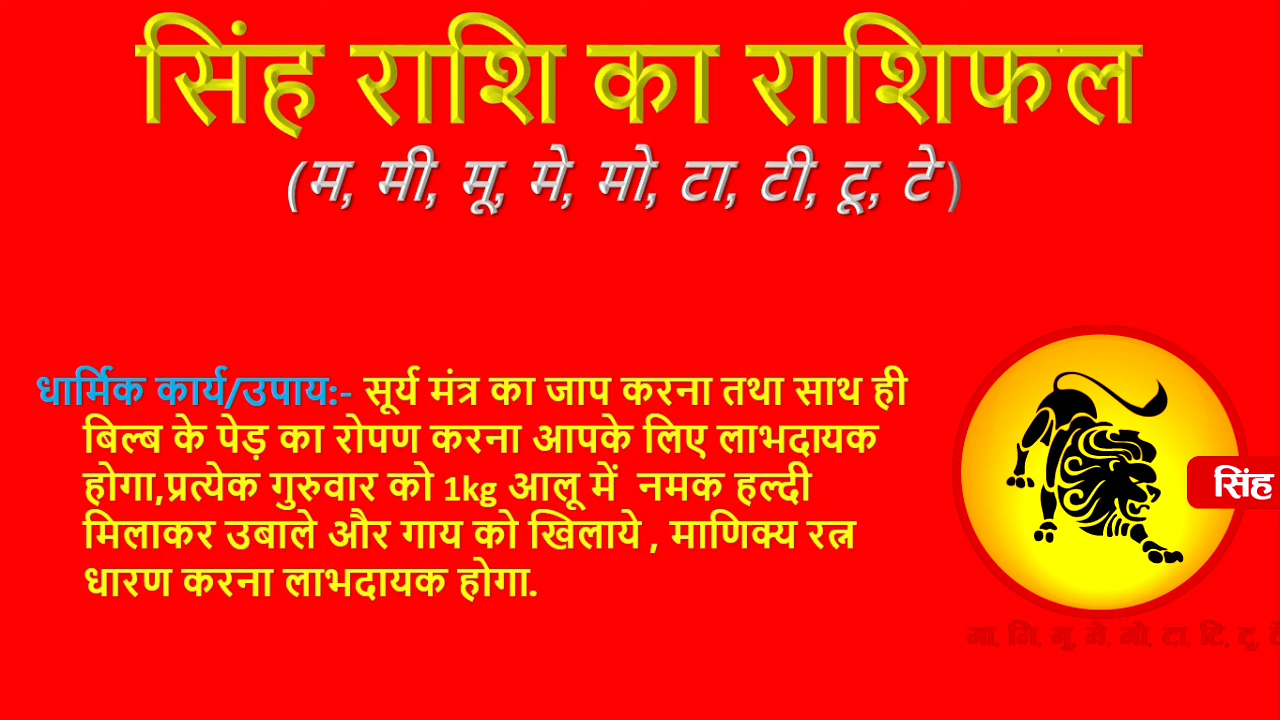 सिंह राशि का राशिफल
(म, मी, मू, मे, मो, टा, टी, टू, टे)
धार्मिक कार्य/उपाय:- सूर्य मंत्र का जाप करना तथा साथ ही
बिल्ब के पेड़ का रोपण करना आपके लिए लाभदायक
होगा,प्रत्येक गुरुवार को 1kg आलू में नमक हल्दी
मिलाकर उबाले और गाय को खिलाये , माणिक्य रत्न
धारण करना लाभदायक होगा.
सिंह
मा, मि, मु, मे, मो, टा, टि, टु,